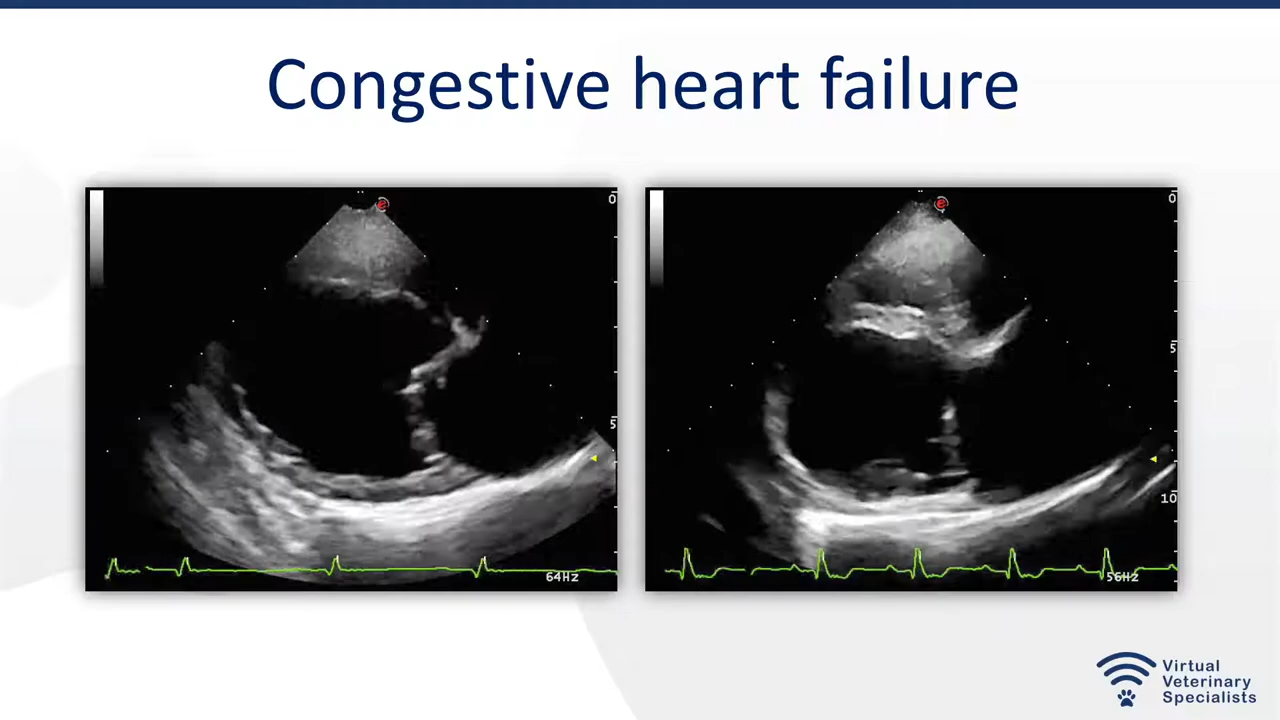 Congestive heart failure
0
5
64Hz
0
5
10
56Hz
Virtual
Veterinary
Specialists